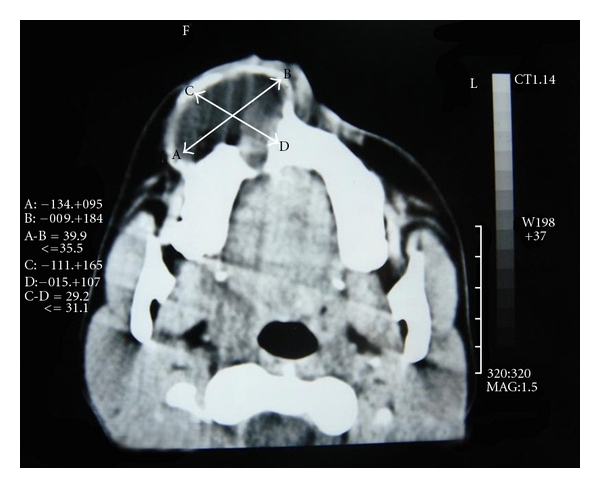 F
L
CT1.14
C
B
A
D
A: −134.+095
B: −009.+184
A-B = 39.9
<=35.5
C: −111.+165
D:−015.+107
C-D = 29.2
<= 31.1
W198
+37
320:320
MAG:1.5